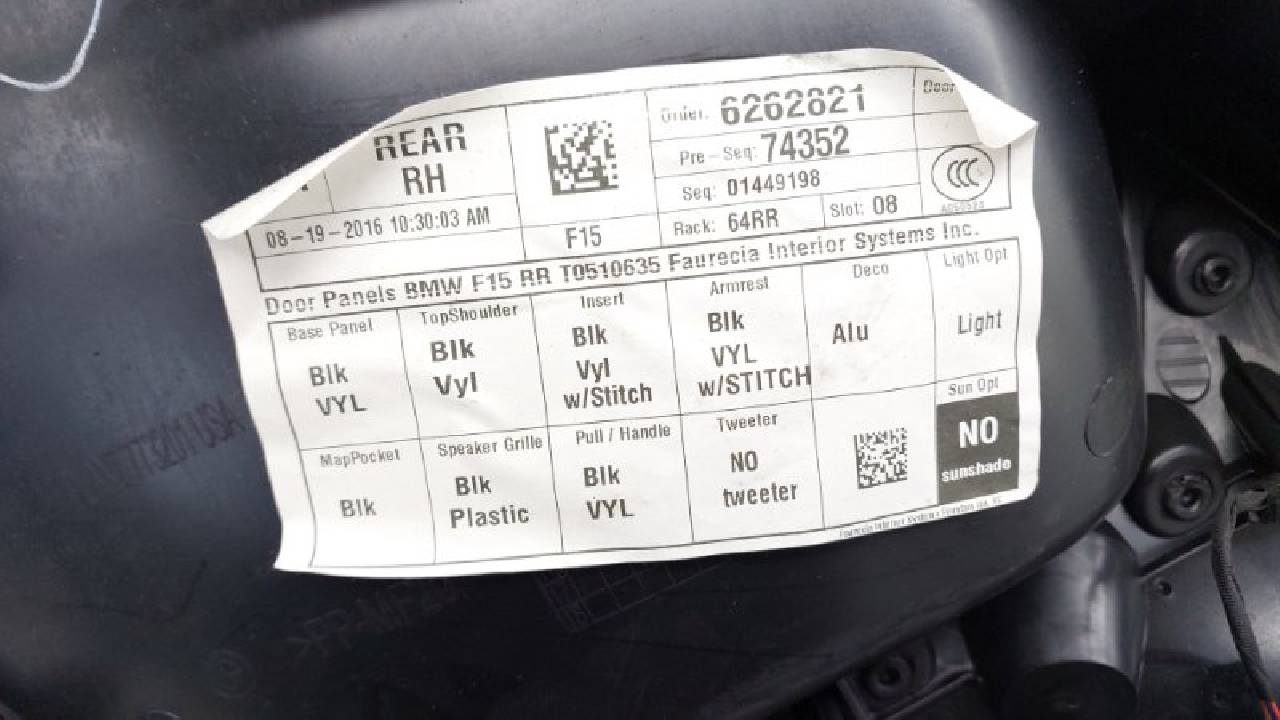 REAR
RH
08-19-2016 10:30:03 AM
F15
Order: 6262821
Pre-Seq: 74352
Seq: 01449198
Rack: 64RR
Slot: 08
Door
CCC
A050520
Door Panels BMW F15 RR T0510635 Faurecia Interior Systems Inc.
Base Panel
Blk
VYL
TopShoulder
Blk
Vyl
Insert
Blk
Vyl
w/Stitch
Armrest
Blk
VYL
w/STITCH
Deco
Alu
Light Opt
Light
MapPocket
Blk
Speaker Grille
Blk
Plastic
Pull / Handle
Blk
VYL
Tweeter
NO
tweeter
Sun Opt
NO
sunshade